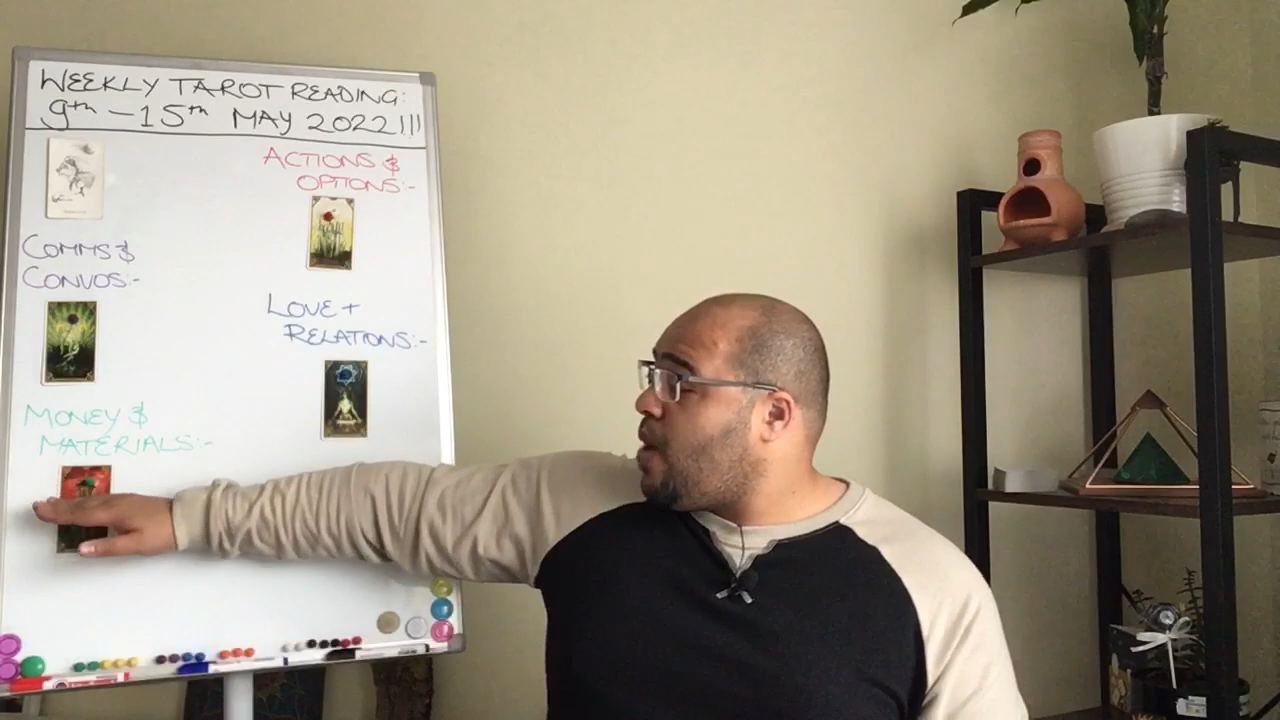 WEEKLY TAROT READING:
9th - 15th MAY 2022!!!
ACTIONS &
OPTIONS:-
COMMS &
CONVOS:-
LOVE +
RELATIONS:-
MONEY &
MATERIALS:-